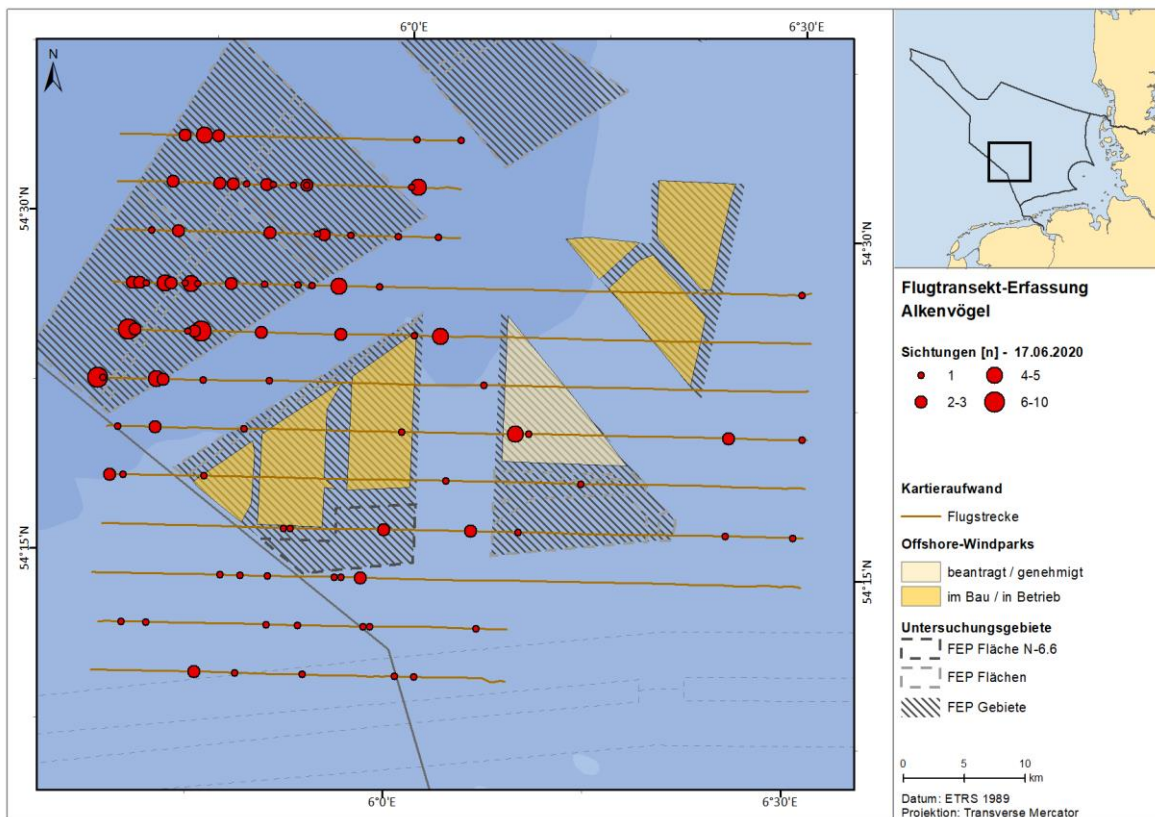 6°0'E
6°30'E
N
54°30'N
54°30'N
54°15'N
54°15'N
6°0'E
6°30'E
Flugtransekt-Erfassung
Alkenvögel
Sichtungen [n] - 17.06.2020
1
4-5
2-3
6-10
Kartieraufwand
Flugstrecke
Offshore-Windparks
beantragt / genehmigt
im Bau / in Betrieb
Untersuchungsgebiete
FEP Fläche N-6.6
FEP Flächen
FEP Gebiete
0 5 10
km
Datum: ETRS 1989
Projektion: Transverse Mercator